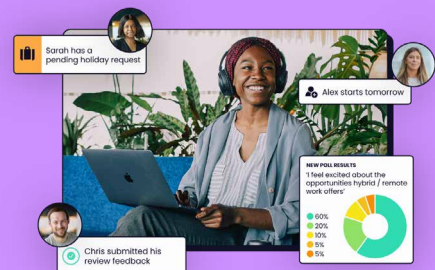 Sarah has a
pending holiday request
Alex starts tomorrow
NEW POLL RESULTS
'I feel excited about the
opportunities hybrid / remote
work offers'
60%
20%
10%
5%
5%
Chris submitted his
review feedback